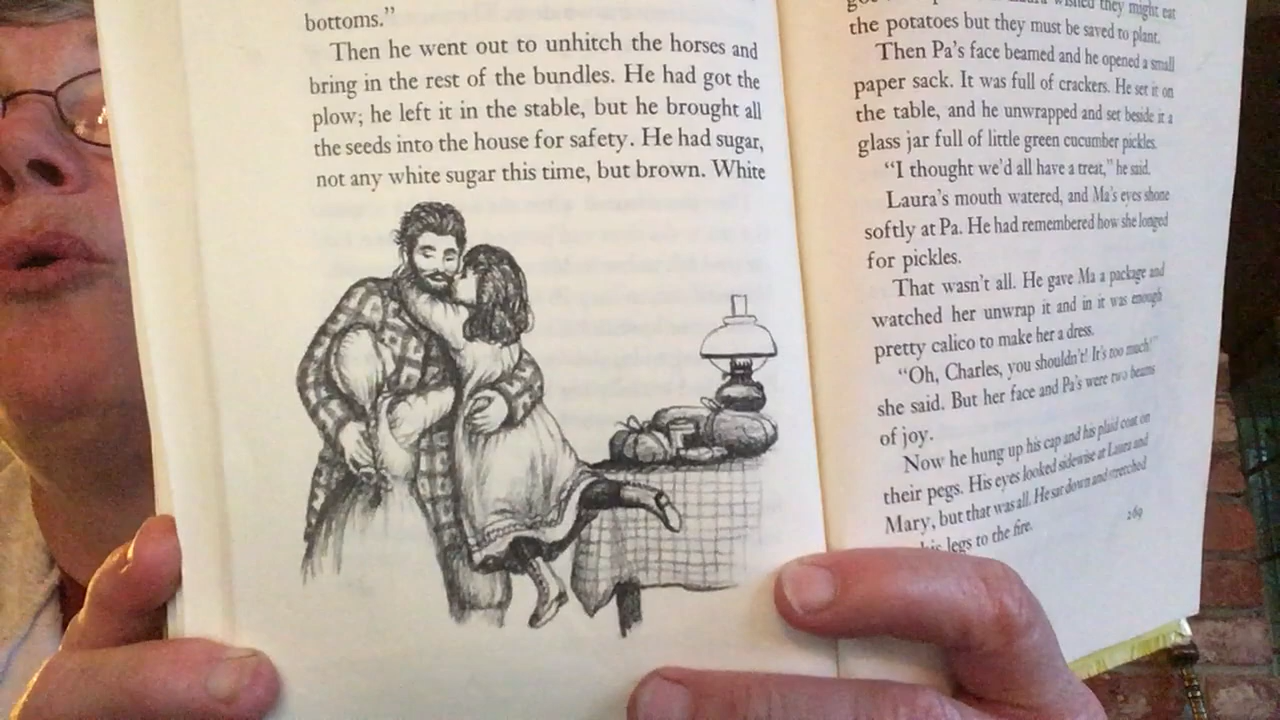 bottoms.”
Then he went out to unhitch the horses and
bring in the rest of the bundles. He had got the
plow; he left it in the stable, but he brought all
the seeds into the house for safety. He had sugar,
not any white sugar this time, but brown. White
wished they might eat
the potatoes but they must be saved to plant.
Then Pa’s face beamed and he opened a small
paper sack. It was full of crackers. He set it on
the table, and he unwrapped and set beside it a
glass jar full of little green cucumber pickles.
“I thought we’d all have a treat,” he said.
Laura’s mouth watered, and Ma’s eyes shone
softly at Pa. He had remembered how she longed
for pickles.
That wasn’t all. He gave Ma a package and
watched her unwrap it and in it was enough
pretty calico to make her a dress.
“Oh, Charles, you shouldn’t! It’s too much!”
she said. But her face and Pa’s were two beams
of joy.
Now he hung up his cap and his plaid coat on
their pegs. His eyes looked sidewise at Laura and
Mary, but that was all. He sat down and stretched
his legs to the fire.
269